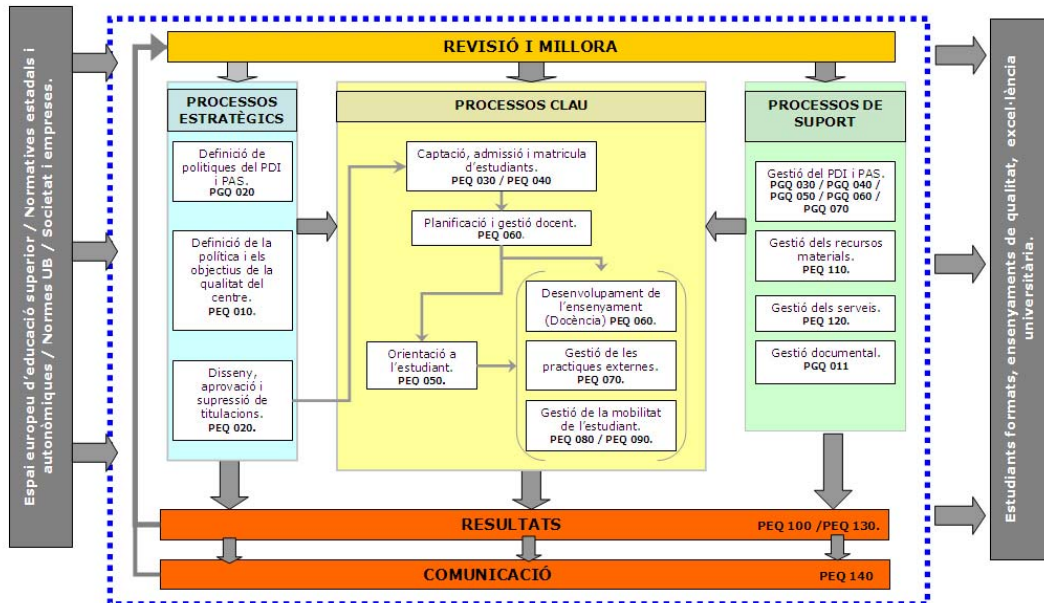 Espai europeu d'educació superior / Normatives estadals i
autonòmiques / Normes UB / Societat i empreses.
REVISIÓ I MILLORA
PROCESSOS
ESTRATÈGICS
Definició de
politiques del PDI
i PAS.
PGQ 020
Definició de la
política i els
objectius de la
qualitat del
centre.
PEQ 010.
Disseny,
aprovació i
supressió de
titulacions.
PEQ 020.
PROCESSOS CLAU
Captació, admissió i matricula
d'estudiants.
PEQ 030 / PEQ 040
Planificació i gestió docent.
PEQ 060.
Orientació a
l'estudiant.
PEQ 050.
Desenvolupament de
l'ensenyament
(Docència) PEQ 060.
Gestió de les
practiques externes.
PEQ 070.
Gestió de la mobilitat
de l'estudiant.
PEQ 080 / PEQ 090.
PROCESSOS DE
SUPORT
Gestió del PDI i PAS.
PGQ 030 / PGQ 040 /
PGQ 050 / PGQ 060 /
PGQ 070
Gestió dels recursos
materials.
PEQ 110.
Gestió dels serveis.
PEQ 120.
Gestió documental.
PGQ 011
RESULTATS PEQ 100 /PEQ 130.
COMUNICACIÓ PEQ 140
Estudiants formats, ensenyaments de qualitat, excel·lència
universitària.